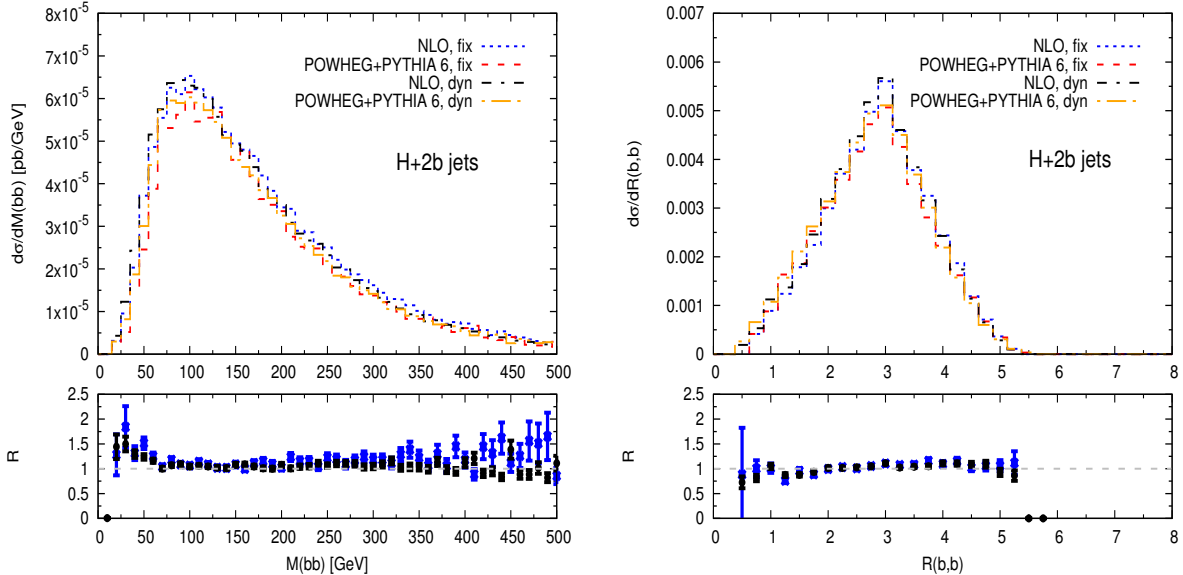 8x10⁻⁵
7x10⁻⁵
6x10⁻⁵
5x10⁻⁵
4x10⁻⁵
3x10⁻⁵
2x10⁻⁵
1x10⁻⁵
0
dσ/dM(bb) [pb/GeV]
NLO, fix
POWHEG+PYTHIA 6, fix
NLO, dyn
POWHEG+PYTHIA 6, dyn
H+2b jets
0 50 100 150 200 250 300 350 400 450 500
2.5
2
1.5
1
0.5
0
R
0 50 100 150 200 250 300 350 400 450 500
M(bb) [GeV]
0.007
0.006
0.005
0.004
0.003
0.002
0.001
0
dσ/dR(b,b)
NLO, fix
POWHEG+PYTHIA 6, fix
NLO, dyn
POWHEG+PYTHIA 6, dyn
H+2b jets
0 1 2 3 4 5 6 7 8
2.5
2
1.5
1
0.5
0
R
0 1 2 3 4 5 6 7 8
R(b,b)